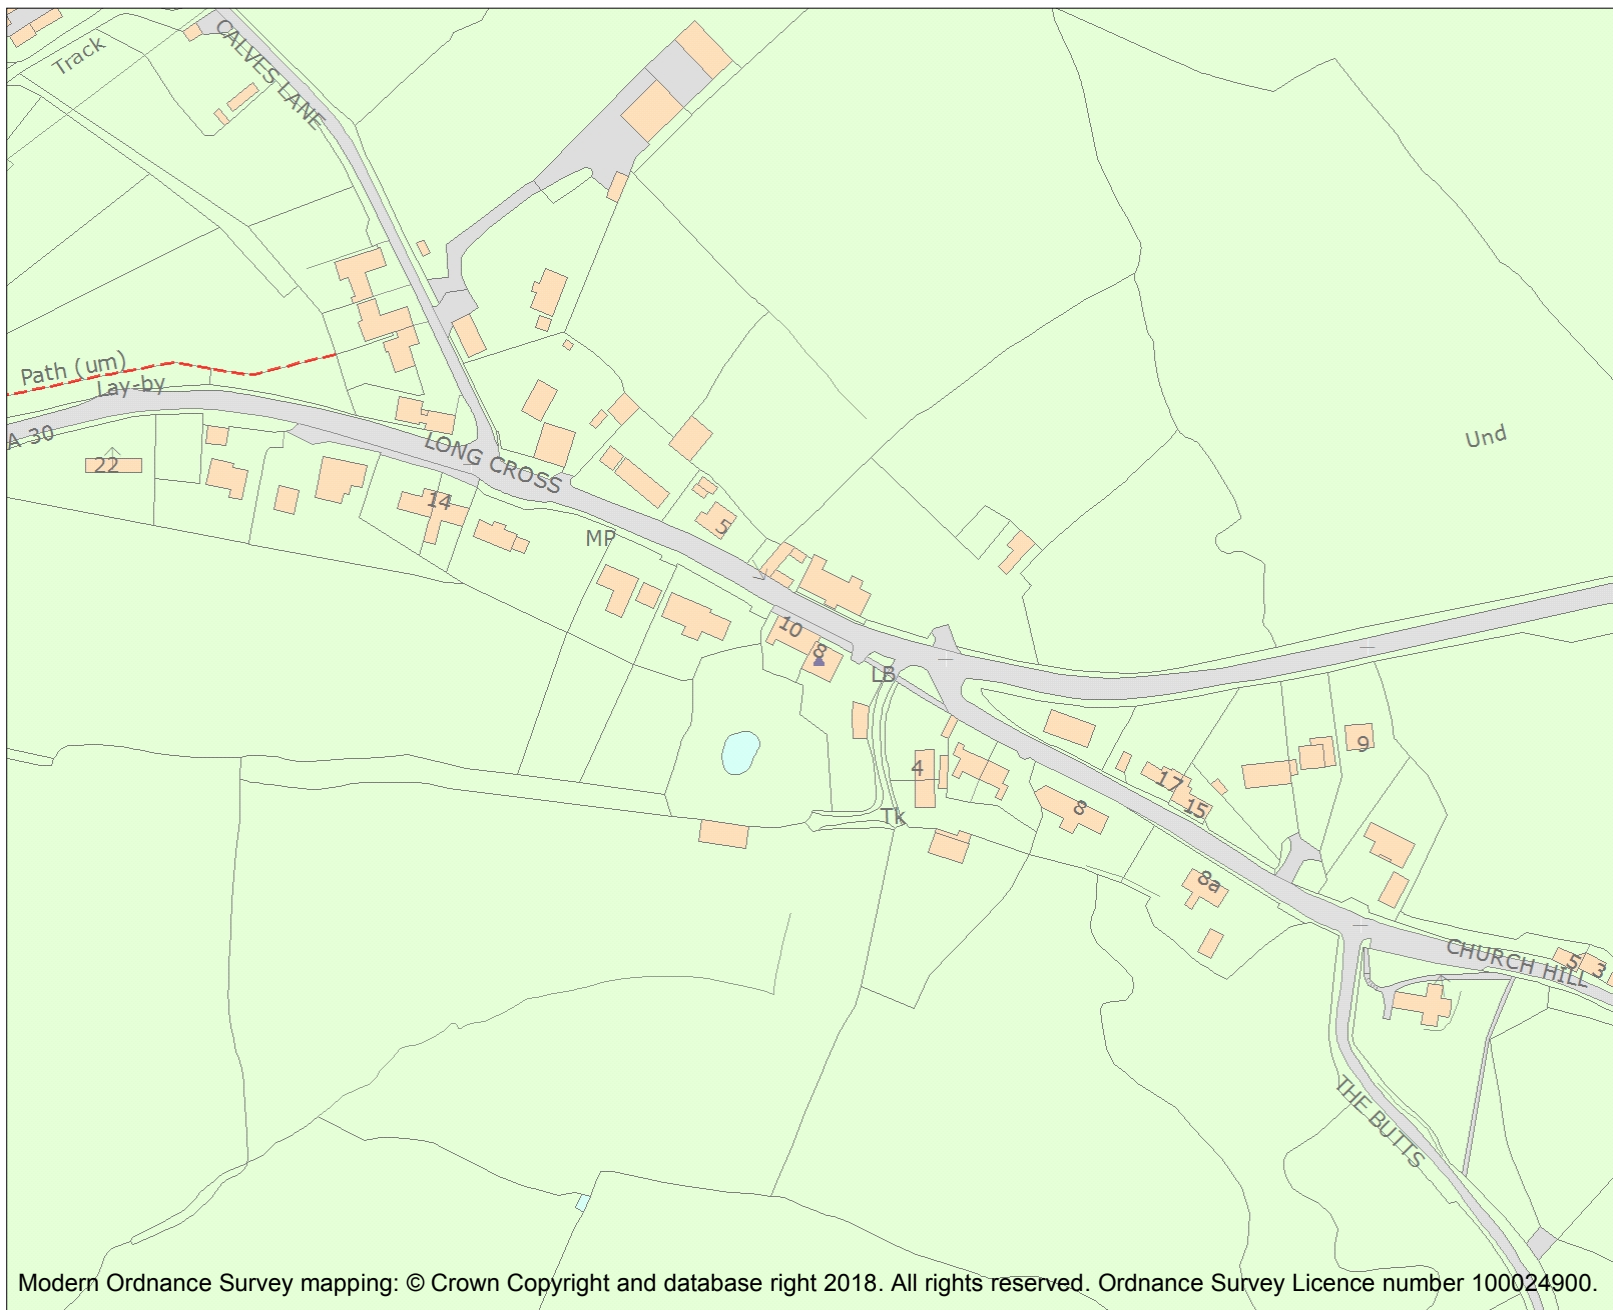 Track
CALVES LANE
Path (um)
Lay-by
A 30
22
LONG CROSS
14
MP
5
Und
10
8
LB
4
Tk
8
17
15
9
8a
CHURCH HILL
5
3
THE BUTTS
Modern Ordnance Survey mapping: © Crown Copyright and database right 2018. All rights reserved. Ordnance Survey Licence number 100024900.